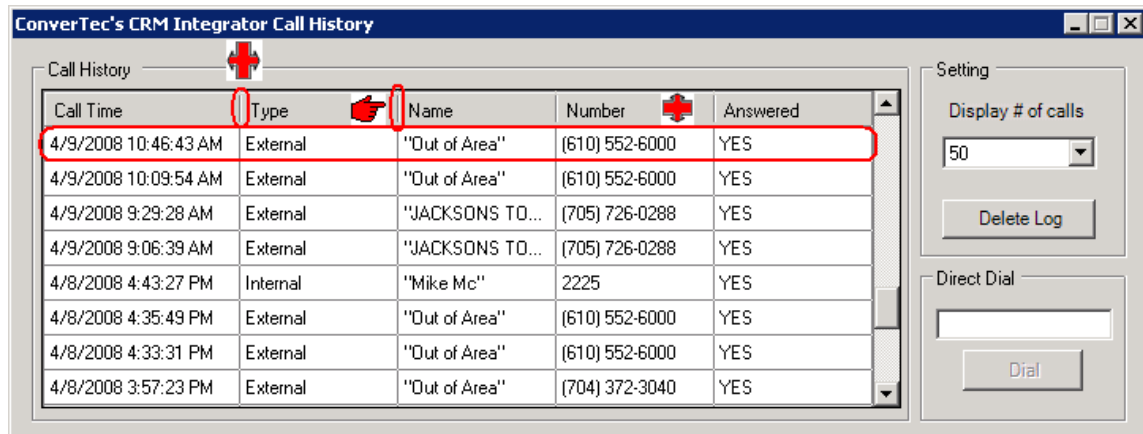 ConverTec's CRM Integrator Call History
Call History
Call Time Type Name Number Answered
4/9/2008 10:46:43 AM External "Out of Area" (610) 552-6000 YES
4/9/2008 10:09:54 AM External "Out of Area" (610) 552-6000 YES
4/9/2008 9:29:28 AM External "JACKSONS TO... (705) 726-0288 YES
4/9/2008 9:06:39 AM External "JACKSONS TO... (705) 726-0288 YES
4/8/2008 4:43:27 PM Internal "Mike Mc" 2225 YES
4/8/2008 4:35:49 PM External "Out of Area" (610) 552-6000 YES
4/8/2008 4:33:31 PM External "Out of Area" (610) 552-6000 YES
4/8/2008 3:57:23 PM External "Out of Area" (704) 372-3040 YES
Setting
Display # of calls
50
Delete Log
Direct Dial
Dial